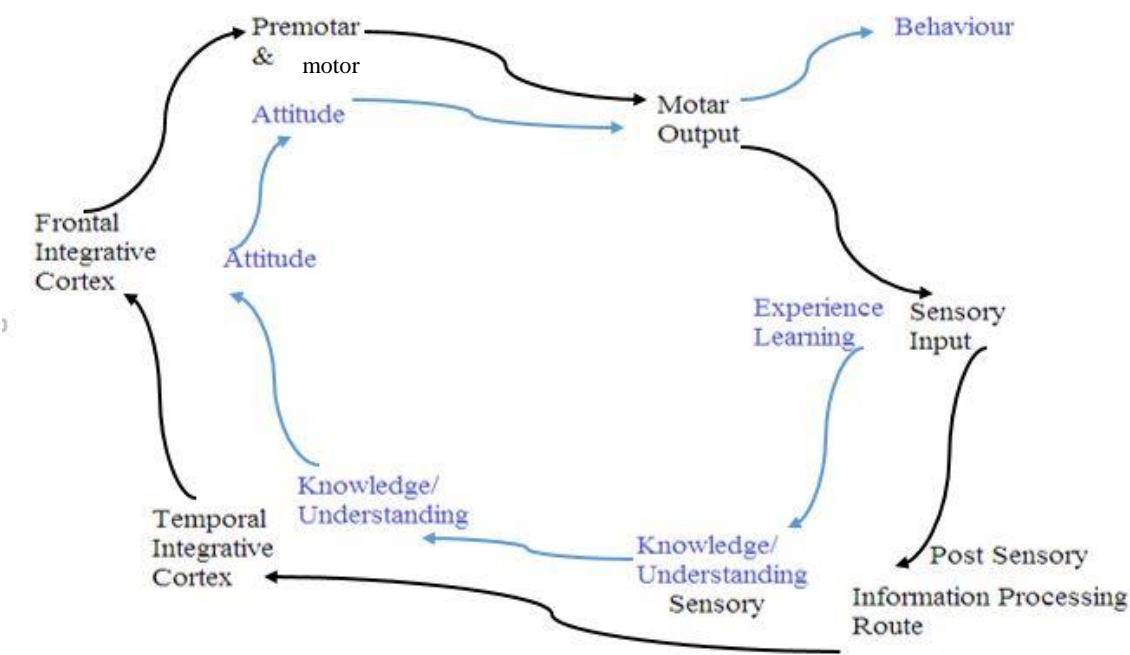 Premotar
&
motor
Behaviour
Attitude
Motar
Output
Frontal
Integrative
Cortex
Attitude
Experience
Learning
Sensory
Input
Knowledge/
Understanding
Temporal
Integrative
Cortex
Knowledge/
Understanding
Sensory
Post Sensory
Information Processing
Route